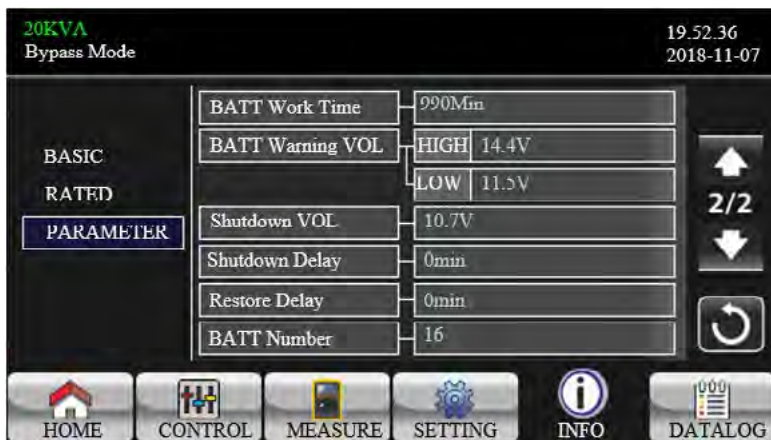 20KVA
Bypass Mode
19.52.36
2018-11-07
BASIC
RATED
PARAMETER
BATT Work Time 990Min
BATT Warning VOL HIGH 14.4V
LOW 11.5V
Shutdown VOL 10.7V
Shutdown Delay 0min
Restore Delay 0min
BATT Number 16
2/2
HOME CONTROL MEASURE SETTING INFO DATALOG